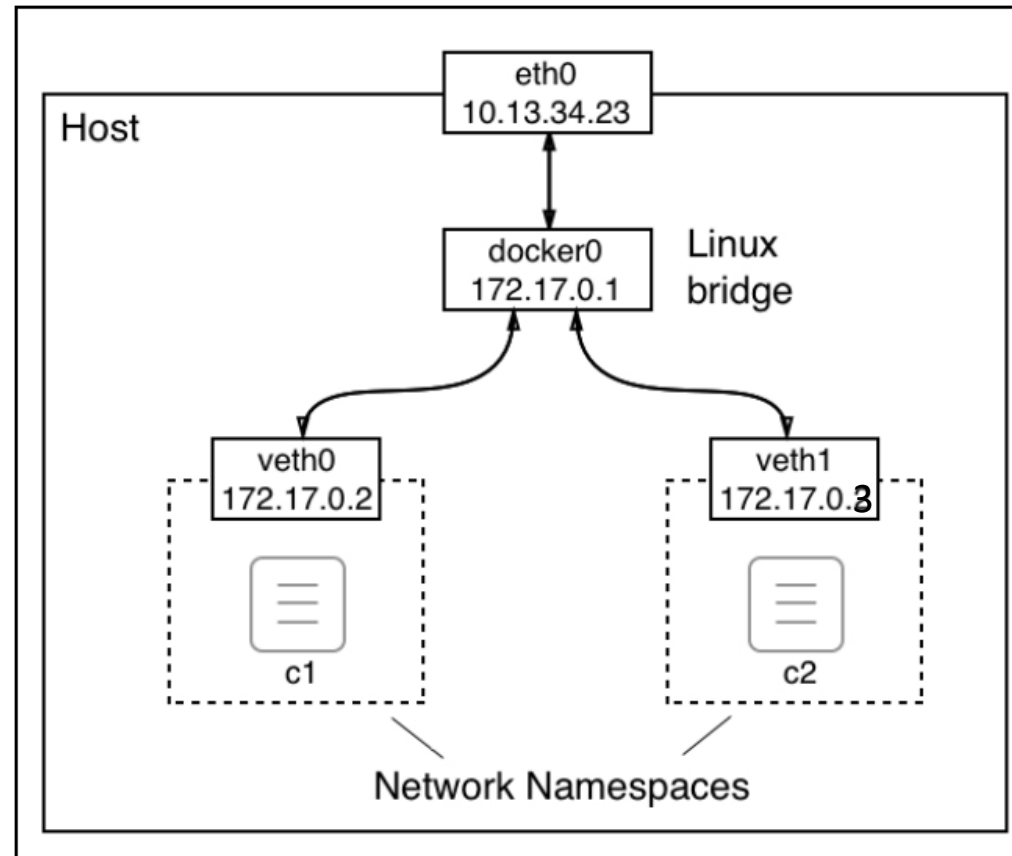 eth0
10.13.34.23
Host
docker0
172.17.0.1
Linux
bridge
veth0
172.17.0.2
veth1
172.17.0.3
c1
c2
Network Namespaces